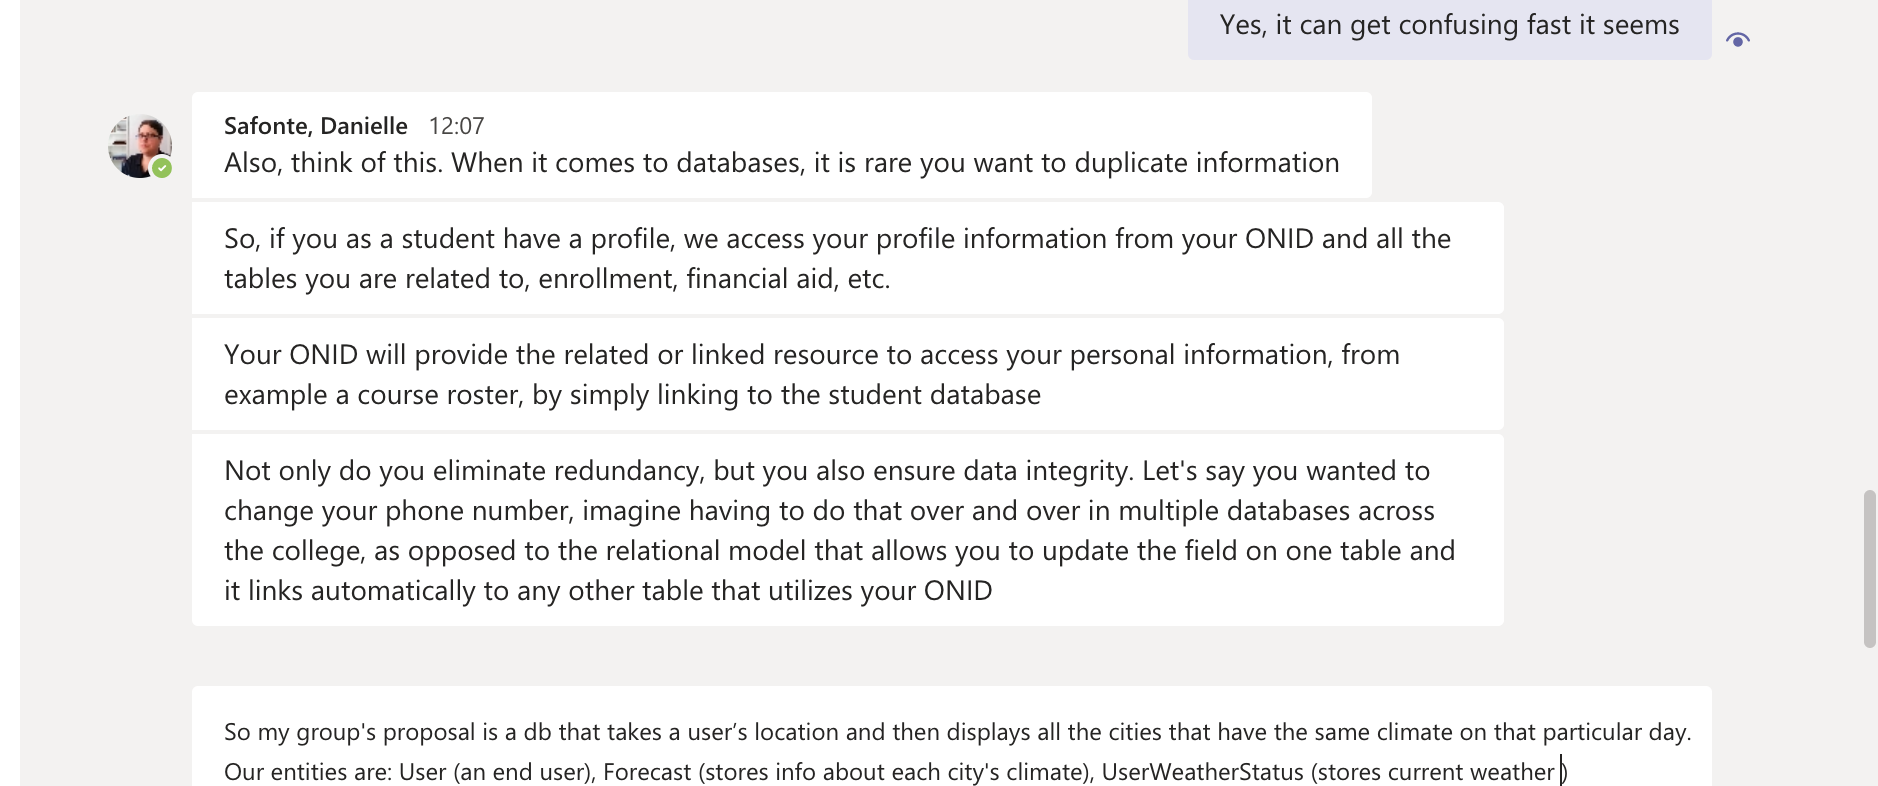 Yes, it can get confusing fast it seems
Safonte, Danielle 12:07
Also, think of this. When it comes to databases, it is rare you want to duplicate information
So, if you as a student have a profile, we access your profile information from your ONID and all the
tables you are related to, enrollment, financial aid, etc.
Your ONID will provide the related or linked resource to access your personal information, from
example a course roster, by simply linking to the student database
Not only do you eliminate redundancy, but you also ensure data integrity. Let's say you wanted to
change your phone number, imagine having to do that over and over in multiple databases across
the college, as opposed to the relational model that allows you to update the field on one table and
it links automatically to any other table that utilizes your ONID
So my group's proposal is a db that takes a user’s location and then displays all the cities that have the same climate on that particular day.
Our entities are: User (an end user), Forecast (stores info about each city's climate), UserWeatherStatus (stores current weather )